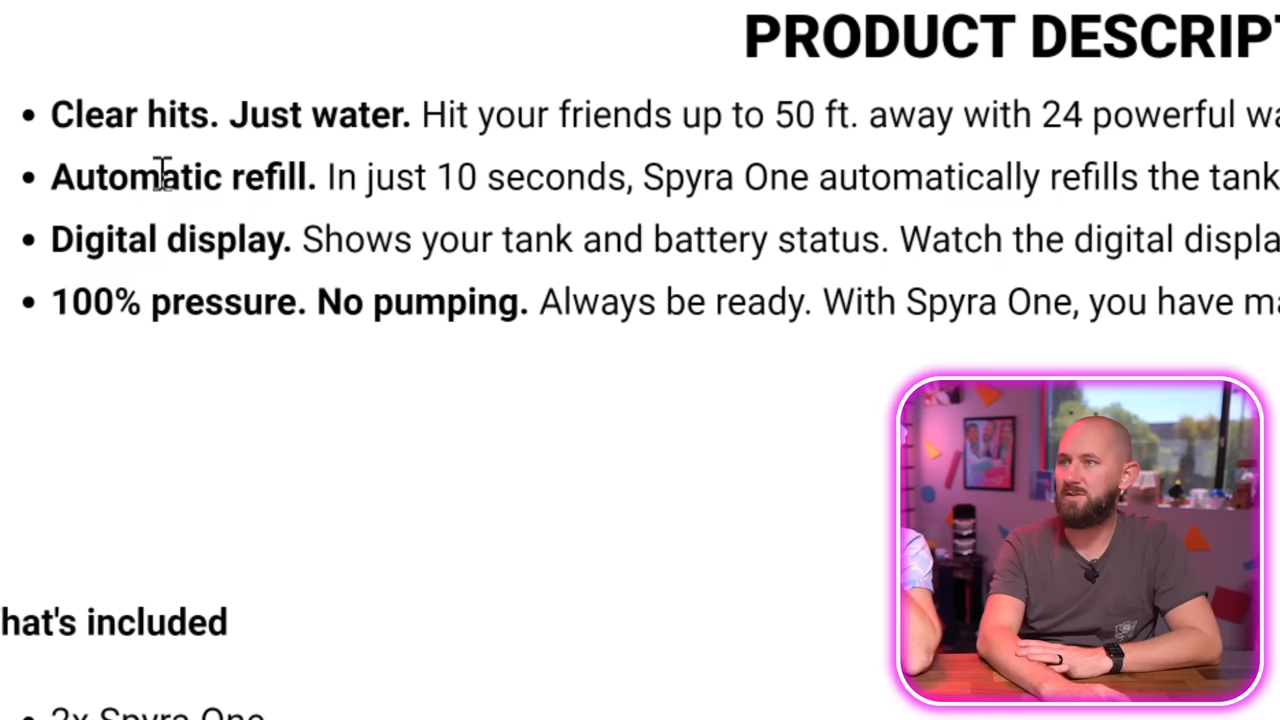 PRODUCT DESCRIPT
• Clear hits. Just water. Hit your friends up to 50 ft. away with 24 powerful wa
• Automatic refill. In just 10 seconds, Spyra One automatically refills the tank
• Digital display. Shows your tank and battery status. Watch the digital displa
• 100% pressure. No pumping. Always be ready. With Spyra One, you have ma
hat's included
• 2x Spyra One